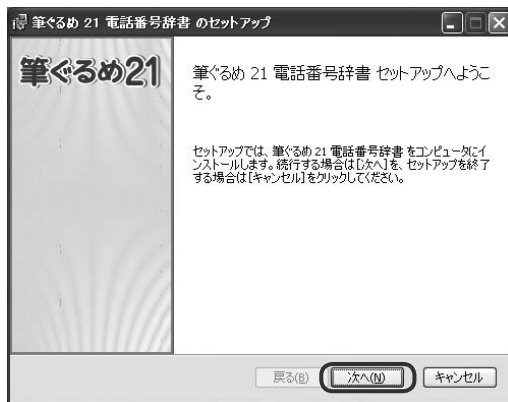 筆ぐるめ 21 電話番号辞書 のセットアップ
筆ぐるめ21
筆ぐるめ 21 電話番号辞書 セットアップへようこ
そ。
セットアップでは、筆ぐるめ 21 電話番号辞書 をコンピュータにイ
ンストールします。続行する場合は[次へ]を、セットアップを終了
する場合は[キャンセル]をクリックしてください。
戻る(B) 次へ(N) キャンセル